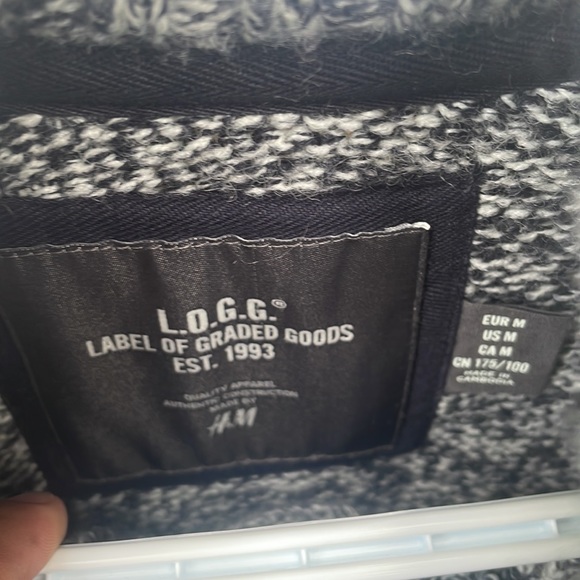 L.O.G.G.®
LABEL OF GRADED GOODS
EST. 1993
QUALITY APPAREL
AUTHENTIC CONSTRUCTION
MADE BY
H&M
EUR M
US M
CA M
CN 175/100
MADE IN
CAMBODIA